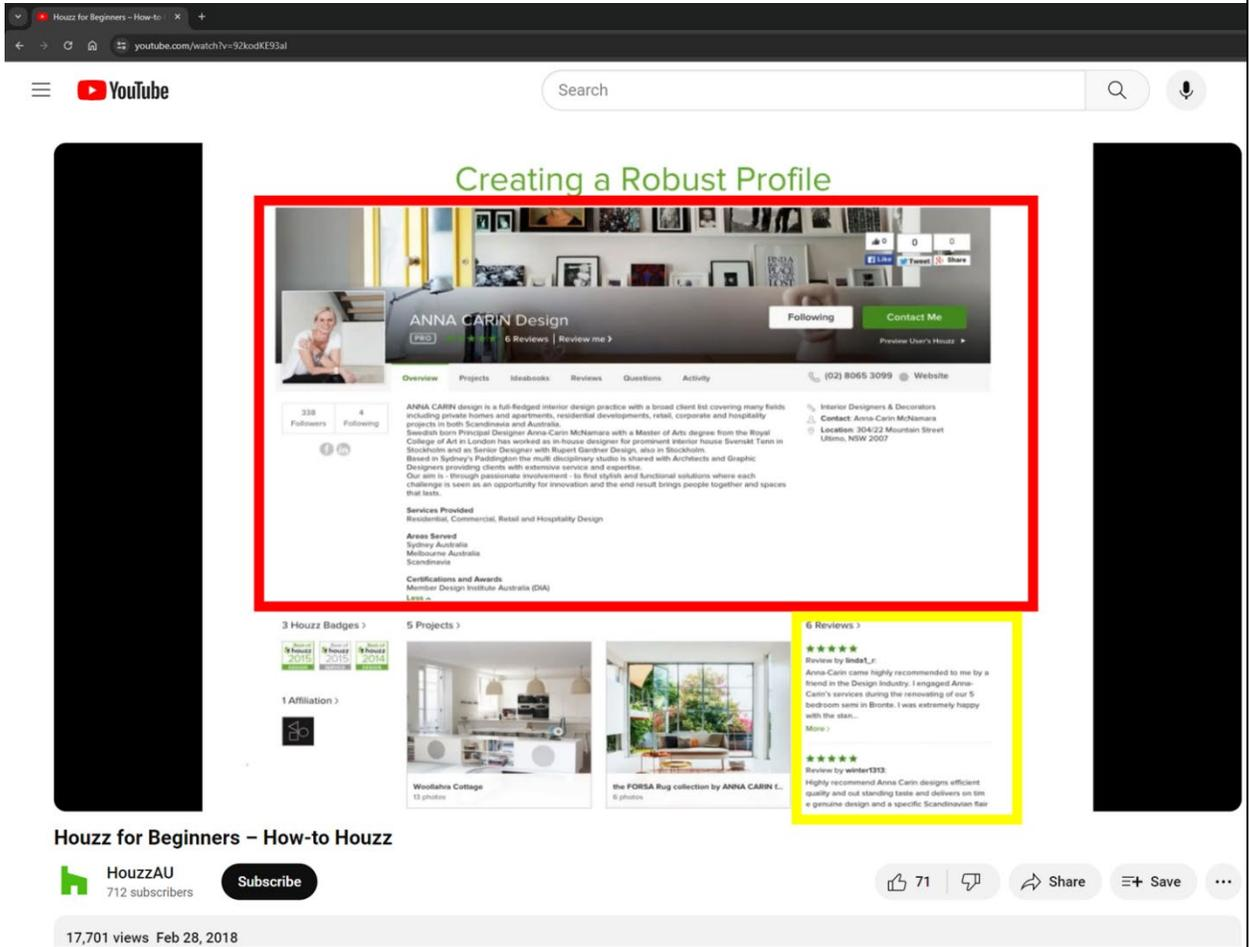 Houzz for Beginners – How-to
youtube.com/watch?v=92kodKE93aI
YouTube
Search
Creating a Robust Profile
0
0
0
Like
Tweet
Share
ANNA CARIN Design
PRO
6 Reviews | Review me >
Following
Contact Me
Preview User's Houzz
Overview
Projects
Ideabooks
Reviews
Questions
Activity
(02) 8065 3099
Website
338
Followers
4
Following
ANNA CARIN design is a full-fledged interior design practice with a broad client list covering many fields
including private homes and apartments, residential developments, retail, corporate and hospitality
projects in both Scandinavia and Australia.
Swedish born Principal Designer Anna-Carin McNamara with a Master of Arts degree from the Royal
College of Art in London has worked as in-house designer for prominent interior house Svenskt Tenn in
Stockholm and as Senior Designer with Rupert Gardner Design, also in Stockholm.
Based in Sydney's Paddington the multi disciplinary studio is shared with Architects and Graphic
Designers providing clients with extensive service and expertise.
Our aim is - through passionate involvement - to find stylish and functional solutions where each
challenge is seen as an opportunity for innovation and the end result brings people together and spaces
that lasts.
Services Provided
Residential, Commercial, Retail and Hospitality Design
Areas Served
Sydney Australia
Melbourne Australia
Scandinavia
Certifications and Awards
Member Design Institute Australia (DIA)
Less
Interior Designers & Decorators
Contact: Anna-Carin McNamara
Location: 304/22 Mountain Street
Ultimo, NSW 2007
3 Houzz Badges >
Best of
houzz
2015
DESIGN
Best of
houzz
2015
SERVICE
Best of
houzz
2014
DESIGN
1 Affiliation >
5 Projects >
Woollahra Cottage
13 photos
the FORSA Rug collection by ANNA CARIN f...
6 photos
6 Reviews >
Review by linda1_r:
Anna-Carin came highly recommended to me by a
friend in the Design Industry. I engaged Anna-
Carin's services during the renovating of our 5
bedroom semi in Bronte. I was extremely happy
with the stan...
More >
Review by winter1313:
Highly recommend Anna Carin designs efficient
quality and out standing taste and delivers on tim
e genuine design and a specific Scandinavian flair
Houzz for Beginners – How-to Houzz
HouzzAU
712 subscribers
Subscribe
71
Share
Save
17,701 views Feb 28, 2018